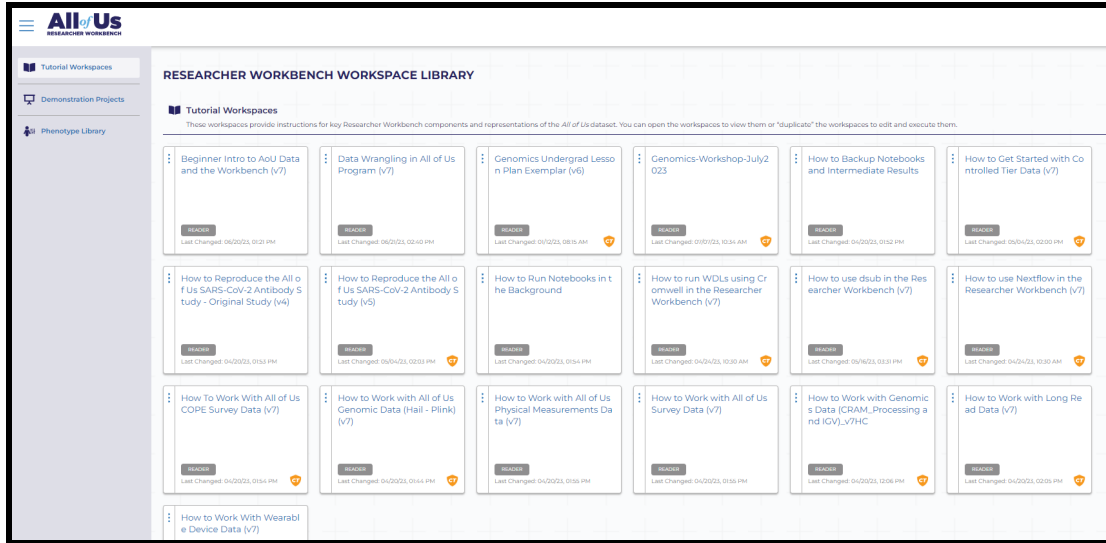 All of Us
RESEARCHER WORKBENCH
Tutorial Workspaces
Demonstration Projects
Phenotype Library
RESEARCHER WORKBENCH WORKSPACE LIBRARY
Tutorial Workspaces
These workspaces provide instructions for key Researcher Workbench components and representations of the All of Us dataset. You can open the workspaces to view them or "duplicate" the workspaces to edit and execute them.
Beginner Intro to AoU Data
and the Workbench (v7)
READER
Last Changed: 06/20/23, 01:21 PM
Data Wrangling in All of Us
Program (v7)
READER
Last Changed: 06/21/23, 02:40 PM
Genomics Undergrad Lesso
n Plan Exemplar (v6)
READER
Last Changed: 01/12/23, 08:15 AM
CT
Genomics-Workshop-July2
023
READER
Last Changed: 07/07/23, 10:34 AM
CT
How to Backup Notebooks
and Intermediate Results
READER
Last Changed: 04/20/23, 01:52 PM
How to Get Started with Co
ntrolled Tier Data (v7)
READER
Last Changed: 05/04/23, 02:00 PM
CT
How to Reproduce the All o
f Us SARS-CoV-2 Antibody S
tudy - Original Study (v4)
READER
Last Changed: 04/20/23, 01:53 PM
How to Reproduce the All o
f Us SARS-CoV-2 Antibody S
tudy (v5)
READER
Last Changed: 05/04/23, 02:03 PM
CT
How to Run Notebooks in t
he Background
READER
Last Changed: 04/20/23, 01:54 PM
How to run WDLs using Cr
omwell in the Researcher
Workbench (v7)
READER
Last Changed: 04/24/23, 10:30 AM
CT
How to use dsub in the Res
earcher Workbench (v7)
READER
Last Changed: 05/16/23, 03:31 PM
CT
How to use Nextflow in the
Researcher Workbench (v7)
READER
Last Changed: 04/24/23, 10:30 AM
CT
How To Work With All of Us
COPE Survey Data (v7)
READER
Last Changed: 04/20/23, 01:54 PM
CT
How to Work with All of Us
Genomic Data (Hail - Plink)
(v7)
READER
Last Changed: 04/20/23, 01:44 PM
CT
How to Work with All of Us
Physical Measurements Da
ta (v7)
READER
Last Changed: 04/20/23, 01:55 PM
How to Work with All of Us
Survey Data (v7)
READER
Last Changed: 04/20/23, 01:55 PM
How to Work with Genomic
s Data (CRAM_Processing a
nd IGV)_v7HC
READER
Last Changed: 04/20/23, 12:06 PM
CT
How to Work with Long Re
ad Data (v7)
READER
Last Changed: 04/20/23, 02:05 PM
CT
How to Work With Wearabl
e Device Data (v7)